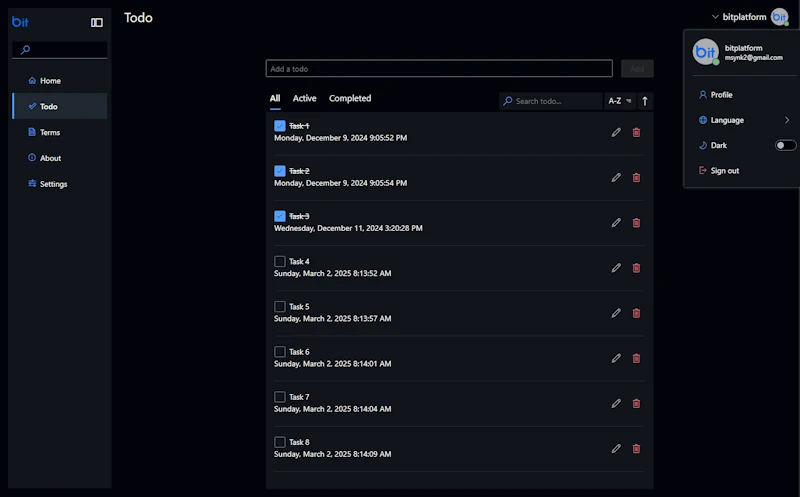 bit
Home
Todo
Terms
About
Settings
Todo
bitplatform
bit
bit
bitplatform
msynk2@gmail.com
Profile
Language
Dark
Sign out
Add a todo
Add
All Active Completed
Search todo...
A-Z
Task 1
Monday, December 9, 2024 9:05:52 PM
Task 2
Monday, December 9, 2024 9:05:54 PM
Task 3
Wednesday, December 11, 2024 3:20:28 PM
Task 4
Sunday, March 2, 2025 8:13:52 AM
Task 5
Sunday, March 2, 2025 8:13:57 AM
Task 6
Sunday, March 2, 2025 8:14:01 AM
Task 7
Sunday, March 2, 2025 8:14:04 AM
Task 8
Sunday, March 2, 2025 8:14:09 AM